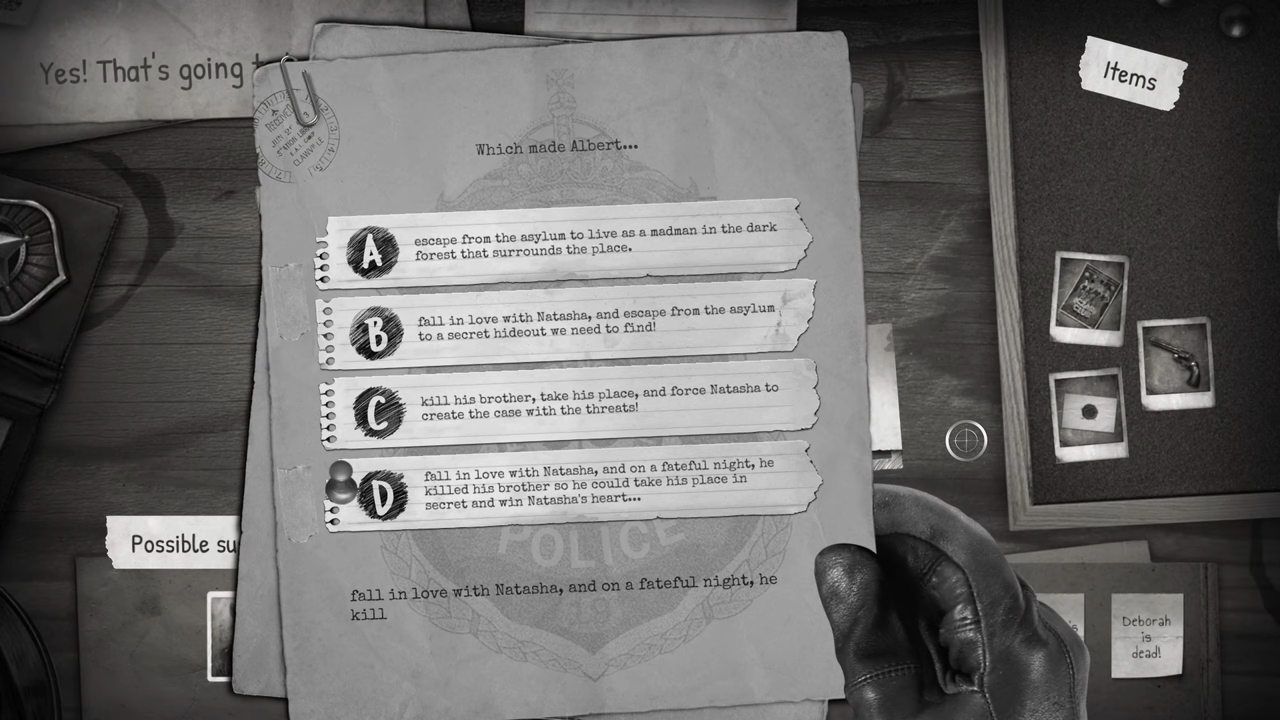 Yes! That's going
Items
RECEIVED
Which made Albert...
A
escape from the asylum to live as a madman in the dark
forest that surrounds the place.
B
fall in love with Natasha, and escape from the asylum
to a secret hideout we need to find!
C
kill his brother, take his place, and force Natasha to
create the case with the threats!
D
fall in love with Natasha, and on a fateful night, he
killed his brother so he could take his place in
secret and win Natasha's heart...
POLICE
Possible su
fall in love with Natasha, and on a fateful night, he
kill
Deborah
is
dead!